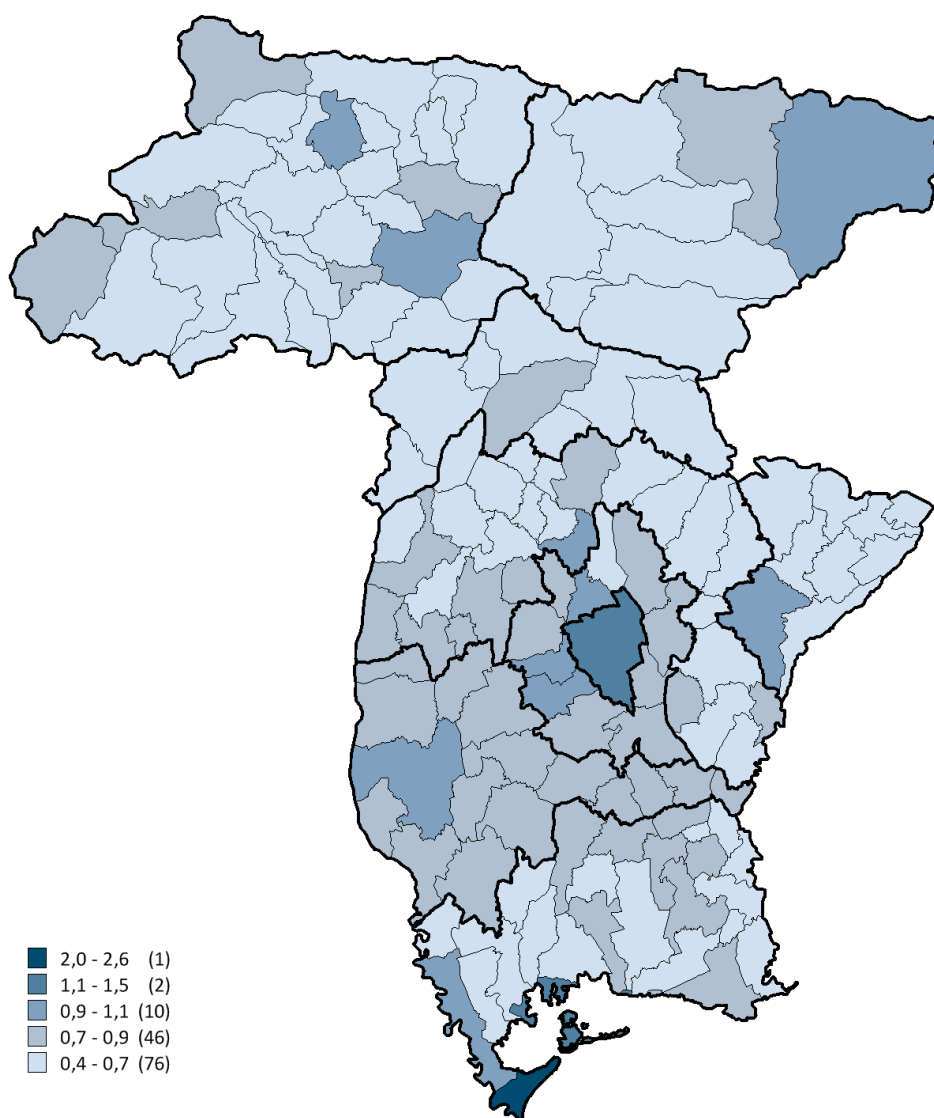 2,0 - 2,6 (1)
1,1 - 1,5 (2)
0,9 - 1,1 (10)
0,7 - 0,9 (46)
0,4 - 0,7 (76)